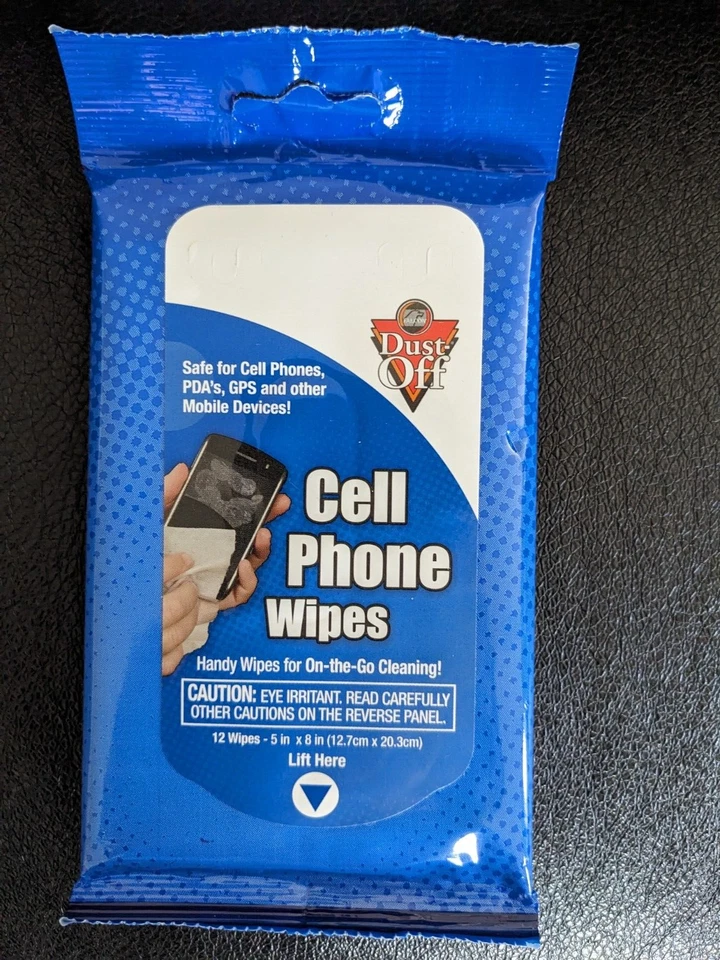 Dust-
Off
Safe for Cell Phones,
PDA's, GPS and other
Mobile Devices!
Cell
Phone
Wipes
Handy Wipes for On-the-Go Cleaning!
CAUTION: EYE IRRITANT. READ CAREFULLY
OTHER CAUTIONS ON THE REVERSE PANEL.
12 Wipes - 5 in x 8 in (12.7cm x 20.3cm)
Lift Here